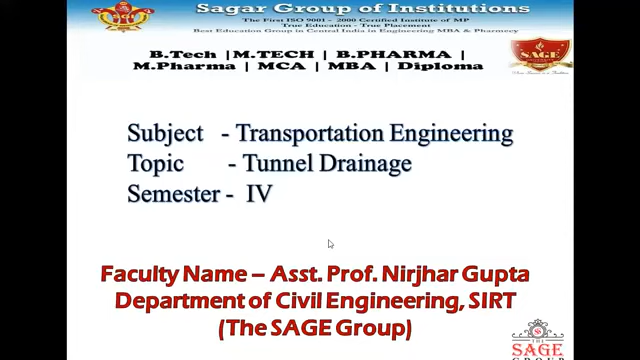 Sagar Group of Institutions
The First ISO 9001 - 2000 Certified Institute of MP
True Education - True Placement
Best Education Group in Central India in Engineering MBA & Pharmecy
B.Tech |M.TECH | B.PHARMA |
M.Pharma | MCA | MBA | Diploma
SAGE
Subject - Transportation Engineering
Topic - Tunnel Drainage
Semester - IV
Faculty Name – Asst. Prof. Nirjhar Gupta
Department of Civil Engineering, SIRT
(The SAGE Group)
THE
SAGE
GROUP